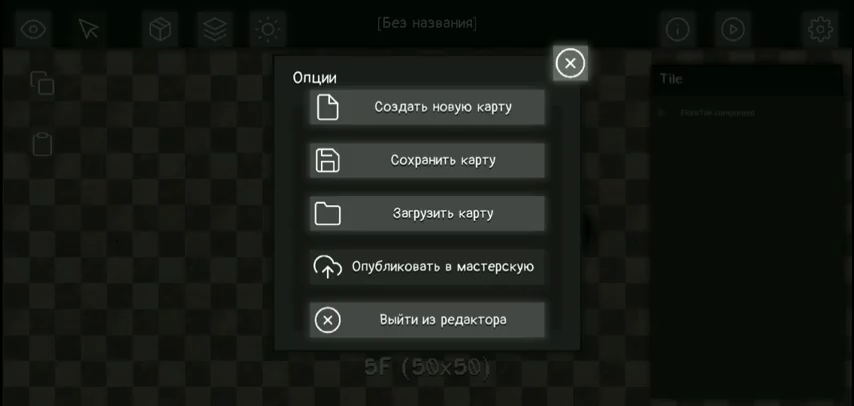 [Без названия]
Опции
Tile
Создать новую карту
Сохранить карту
Загрузить карту
Опубликовать в мастерскую
Выйти из редактора
5F (50x50)